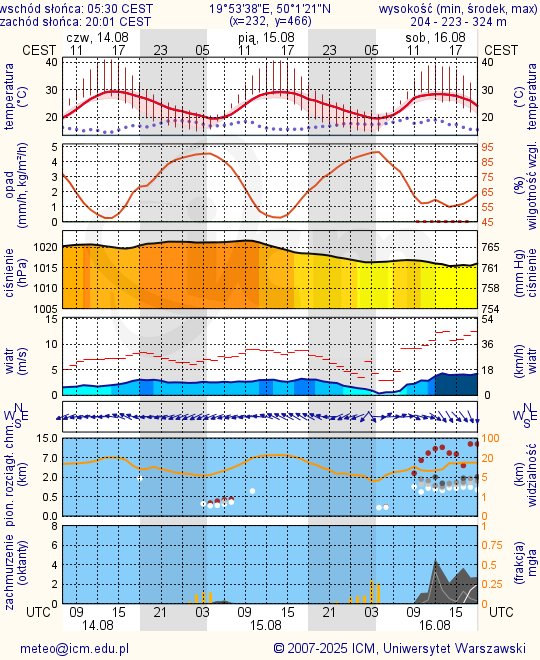 wschód słońca: 05:30 CEST 19°53'38'E, 50°1'21"N wysokość (min, środek, max)
zachód słońca: 20:01 CEST (x=232, y=466) 204 - 223 - 324 m
czw, 14.08 pią, 15.08 sob, 16.08
CEST 11 17 23 05 11 17 23 05 11 17 CEST
temperatura (°C) 40 30 20 40 30 20 (°C) temperatura
opad (mm/h, kg/m²/h) 5 4 3 2 1 0 95 85 75 65 55 45 (%) wilgotność wzgl.
ciśnienie (hPa) 1020 1015 1010 1005 765 761 758 754 (mm Hg) ciśnienie
wiatr (m/s) 15 10 5 0 54 36 18 0 (km/h) wiatr
N W E S N W E S
pion. rozciągł. chm. (km) 15.0 7.0 2.0 0.5 0.0 100 20 5 1 0 (km) widzialność
zachmurzenie (oktanty) 8 6 4 2 0 1 0.75 0.5 0.25 0 (frakcja) mgła
UTC 09 15 21 03 09 15 21 03 09 15 UTC
14.08 15.08 16.08
meteo@icm.edu.pl © 2007-2025 ICM, Uniwersytet Warszawski